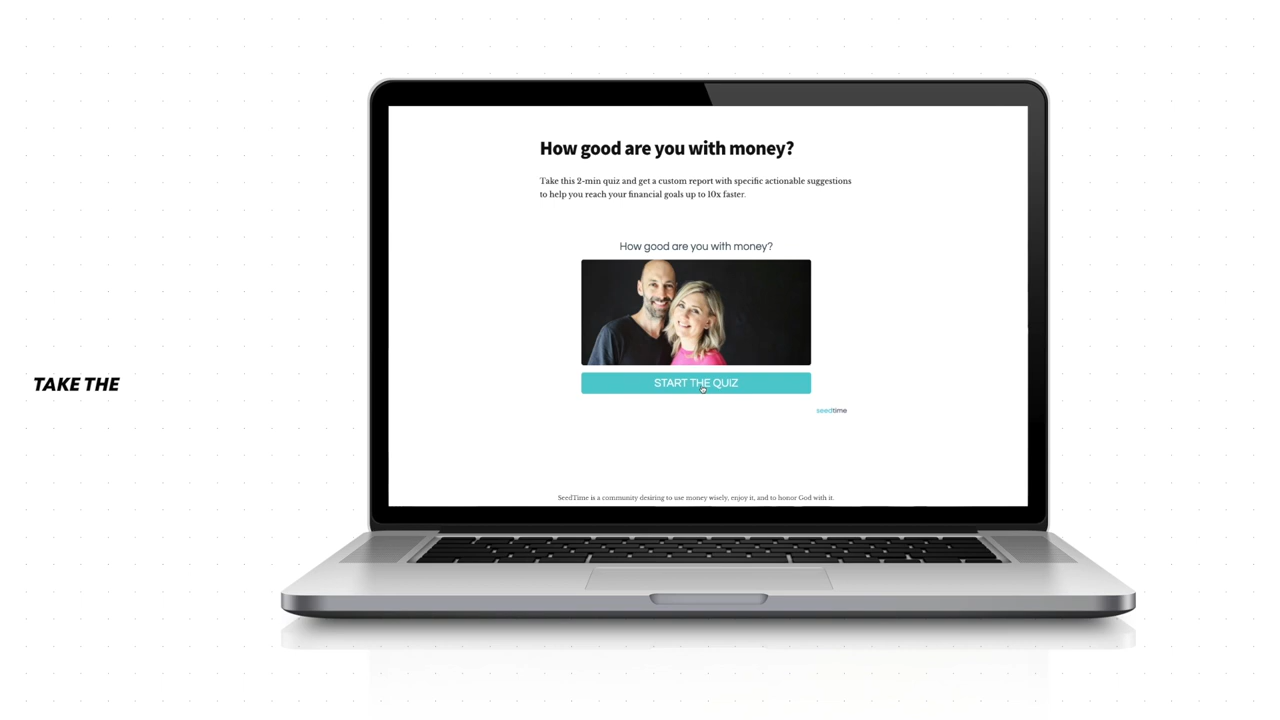 How good are you with money?
Take this 2-min quiz and get a custom report with specific actionable suggestions
to help you reach your financial goals up to 10x faster.
How good are you with money?
TAKE THE
START THE QUIZ
seedtime
SeedTime is a community desiring to use money wisely, enjoy it, and to honor God with it.